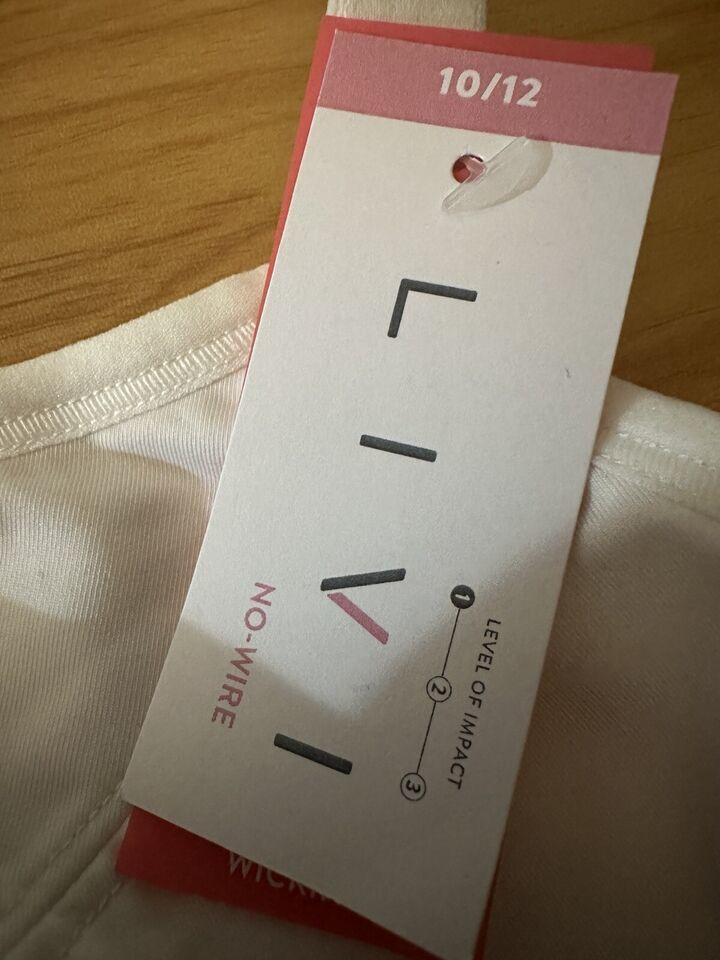 10/12
LIVI
LEVEL OF IMPACT
1
2
3
NO-WIRE